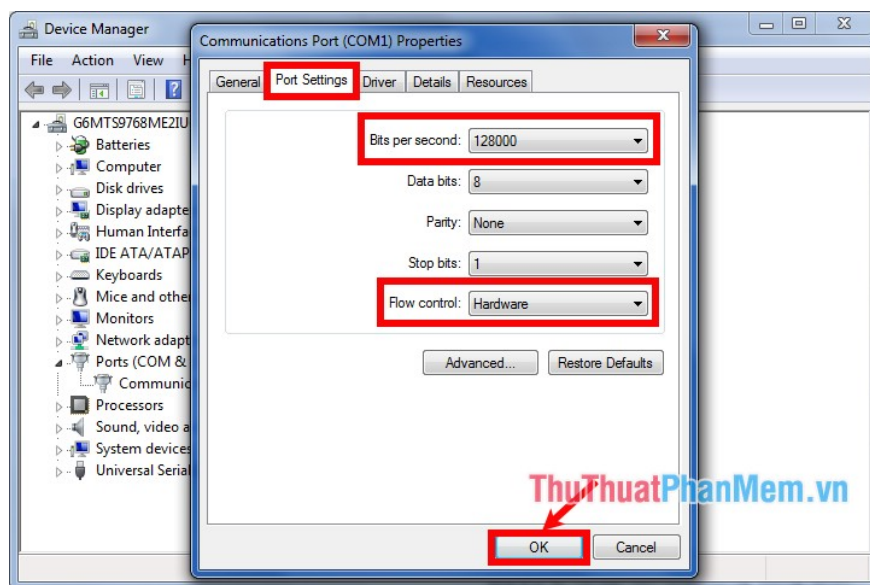 Device Manager
Communications Port (COM1) Properties
File Action View H
General Port Settings Driver Details Resources
G6MTS9768ME2IU
Batteries
Computer
Disk drives
Display adapte
Human Interfa
IDE ATA/ATAP
Keyboards
Mice and other
Monitors
Network adapt
Ports (COM &
Communic
Processors
Sound, video a
System devices
Universal Serial
Bits per second: 128000
Data bits: 8
Parity: None
Stop bits: 1
Flow control: Hardware
Advanced... Restore Defaults
ThuThuatPhanMem.vn
OK Cancel